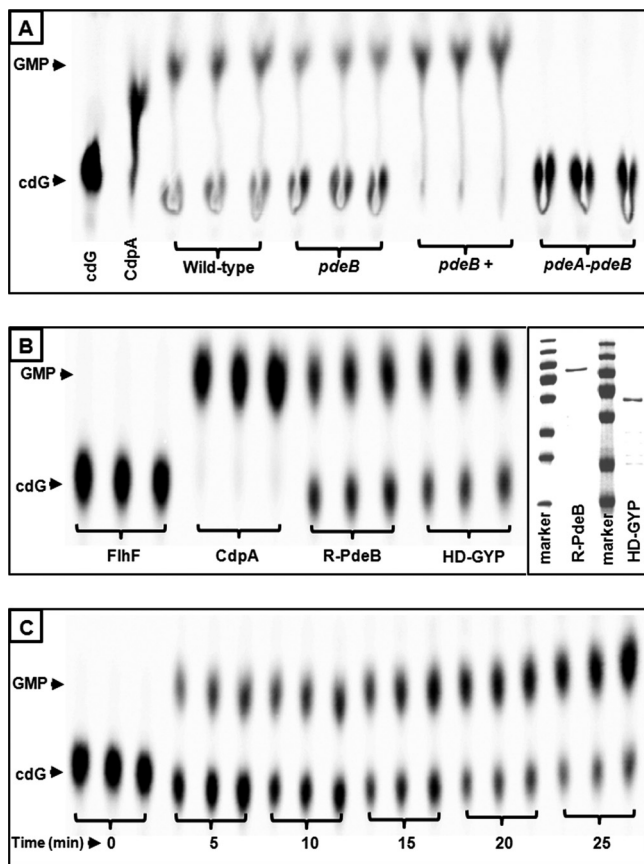 A
GMP
cdG
cdG
CdpA
Wild-type
pdeB
pdeB +
pdeA-pdeB
B
GMP
cdG
FlhF
CdpA
R-PdeB
HD-GYP
marker
R-PdeB
marker
HD-GYP
C
GMP
cdG
Time (min) 0 5 10 15 20 25